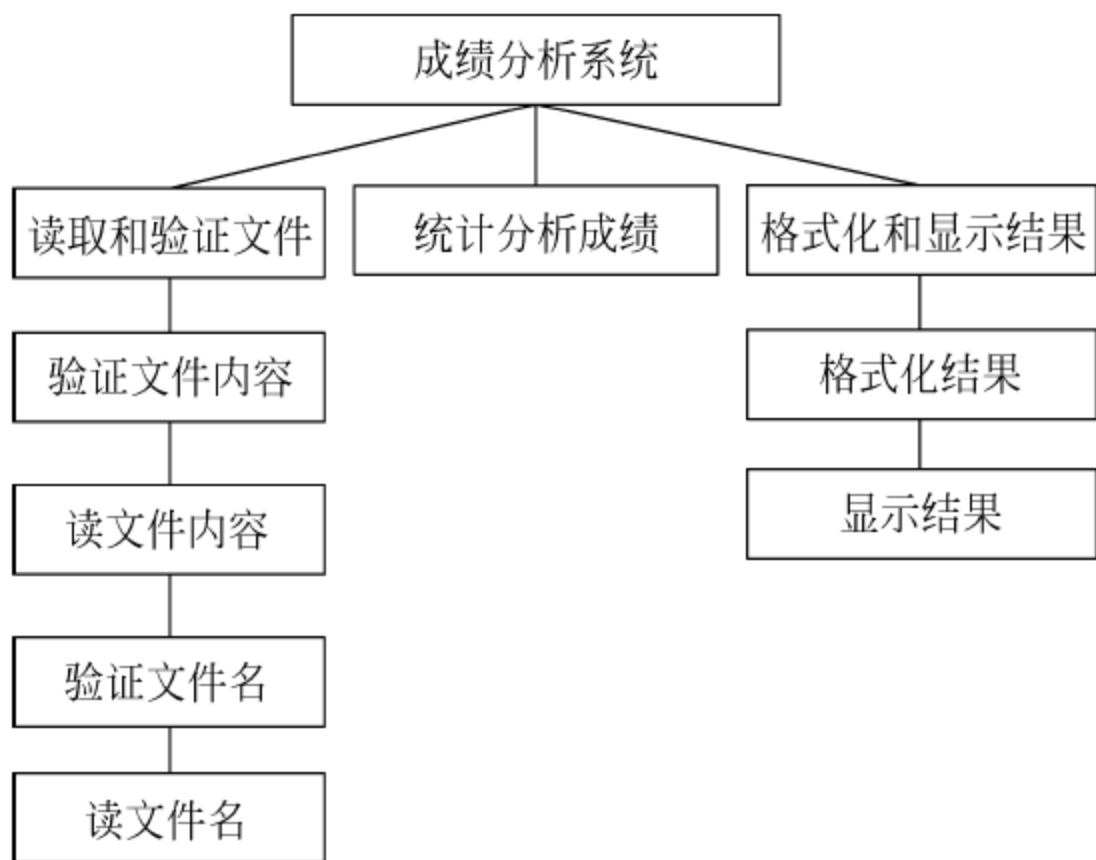 成绩分析系统
读取和验证文件
统计分析成绩
格式化和显示结果
验证文件内容
格式化结果
读文件内容
显示结果
验证文件名
读文件名